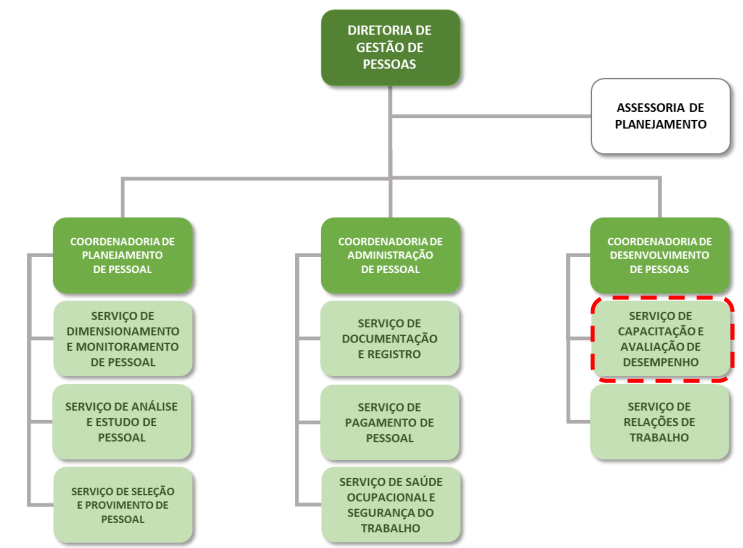 DIRETORIA DE
GESTÃO DE
PESSOAS
ASSESSORIA DE
PLANEJAMENTO
COORDENADORIA DE
PLANEJAMENTO
DE PESSOAL
SERVIÇO DE
DIMENSIONAMENTO
E MONITORAMENTO
DE PESSOAL
SERVIÇO DE ANÁLISE
E ESTUDO DE
PESSOAL
SERVIÇO DE SELEÇÃO
E PROVIMENTO DE
PESSOAL
COORDENADORIA DE
ADMINISTRAÇÃO
DE PESSOAL
SERVIÇO DE
DOCUMENTAÇÃO
E REGISTRO
SERVIÇO DE
PAGAMENTO DE
PESSOAL
SERVIÇO DE SAÚDE
OCUPACIONAL E
SEGURANÇA DO
TRABALHO
COORDENADORIA DE
DESENVOLVIMENTO
DE PESSOAS
SERVIÇO DE
CAPACITAÇÃO E
AVALIAÇÃO DE
DESEMPENHO
SERVIÇO DE
RELAÇÕES DE
TRABALHO